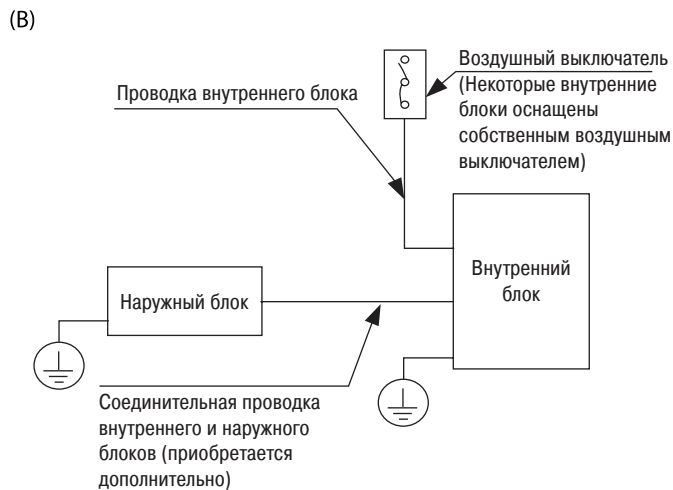 (B)
Воздушный выключатель
(Некоторые внутренние
блоки оснащены
собственным воздушным
выключателем)
Проводка внутреннего блока
Внутренний
блок
Наружный блок
Соединительная проводка
внутреннего и наружного
блоков (приобретается
дополнительно)